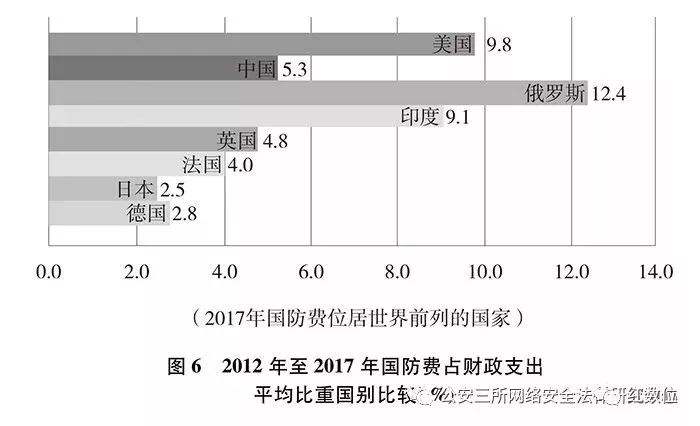 美国 9.8
中国 5.3
俄罗斯 12.4
印度 9.1
英国 4.8
法国 4.0
日本 2.5
德国 2.8
0.0 2.0 4.0 6.0 8.0 10.0 12.0 14.0
（2017年国防费位居世界前列的国家）
图 6 2012 年至 2017 年国防费占财政支出
平均比重国别比较 %
公安三所网络安全法 研红数位